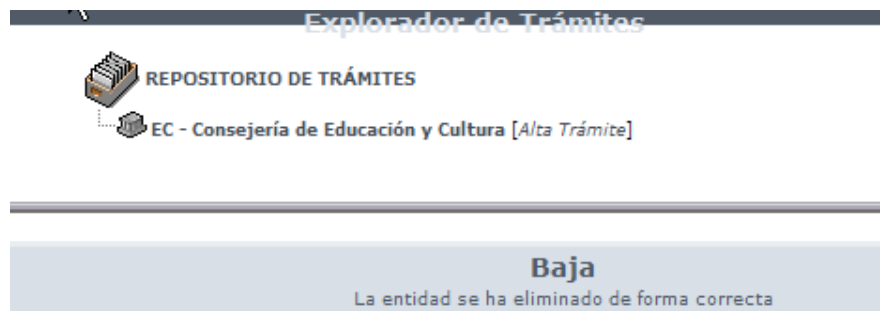 Explorador de Trámites
REPOSITORIO DE TRÁMITES
EC - Consejería de Educación y Cultura [Alta Trámite]
Baja
La entidad se ha eliminado de forma correcta